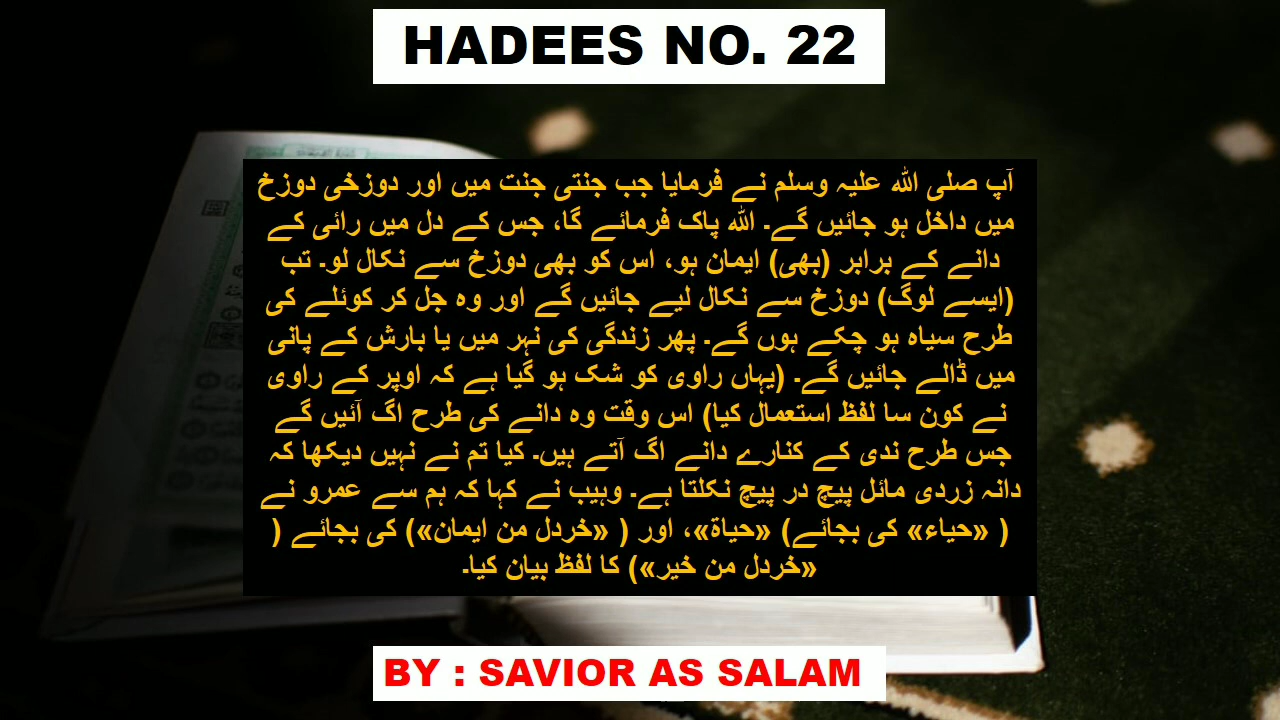 HADEES NO. 22
آپ صلی اللہ علیہ وسلم نے فرمایا جب جنتی جنت میں اور دوزخی دوزخ
میں داخل ہو جائیں گے۔ اللہ پاک فرمائے گا، جس کے دل میں رائی کے
دانے کے برابر (بھی) ایمان ہو، اس کو بھی دوزخ سے نکال لو۔ تب
(ایسے لوگ) دوزخ سے نکال لیے جائیں گے اور وہ جل کر کوئلے کی
طرح سیاہ ہو چکے ہوں گے۔ پھر زندگی کی نہر میں یا بارش کے پانی
میں ڈالے جائیں گے۔ (یہاں راوی کو شک ہو گیا ہے کہ اوپر کے راوی
نے کون سا لفظ استعمال کیا) اس وقت وہ دانے کی طرح اگ آئیں گے
جس طرح ندی کے کنارے دانے اگ آتے ہیں۔ کیا تم نے نہیں دیکھا کہ
دانہ زردی مائل پیچ در پیچ نکلتا ہے۔ وہیب نے کہا کہ ہم سے عمرو نے
( «حیاء» کی بجائے) «حیاۃ»، اور ( «خردل من ایمان») کی بجائے (
«خردل من خیر») کا لفظ بیان کیا۔
BY : SAVIOR AS SALAM